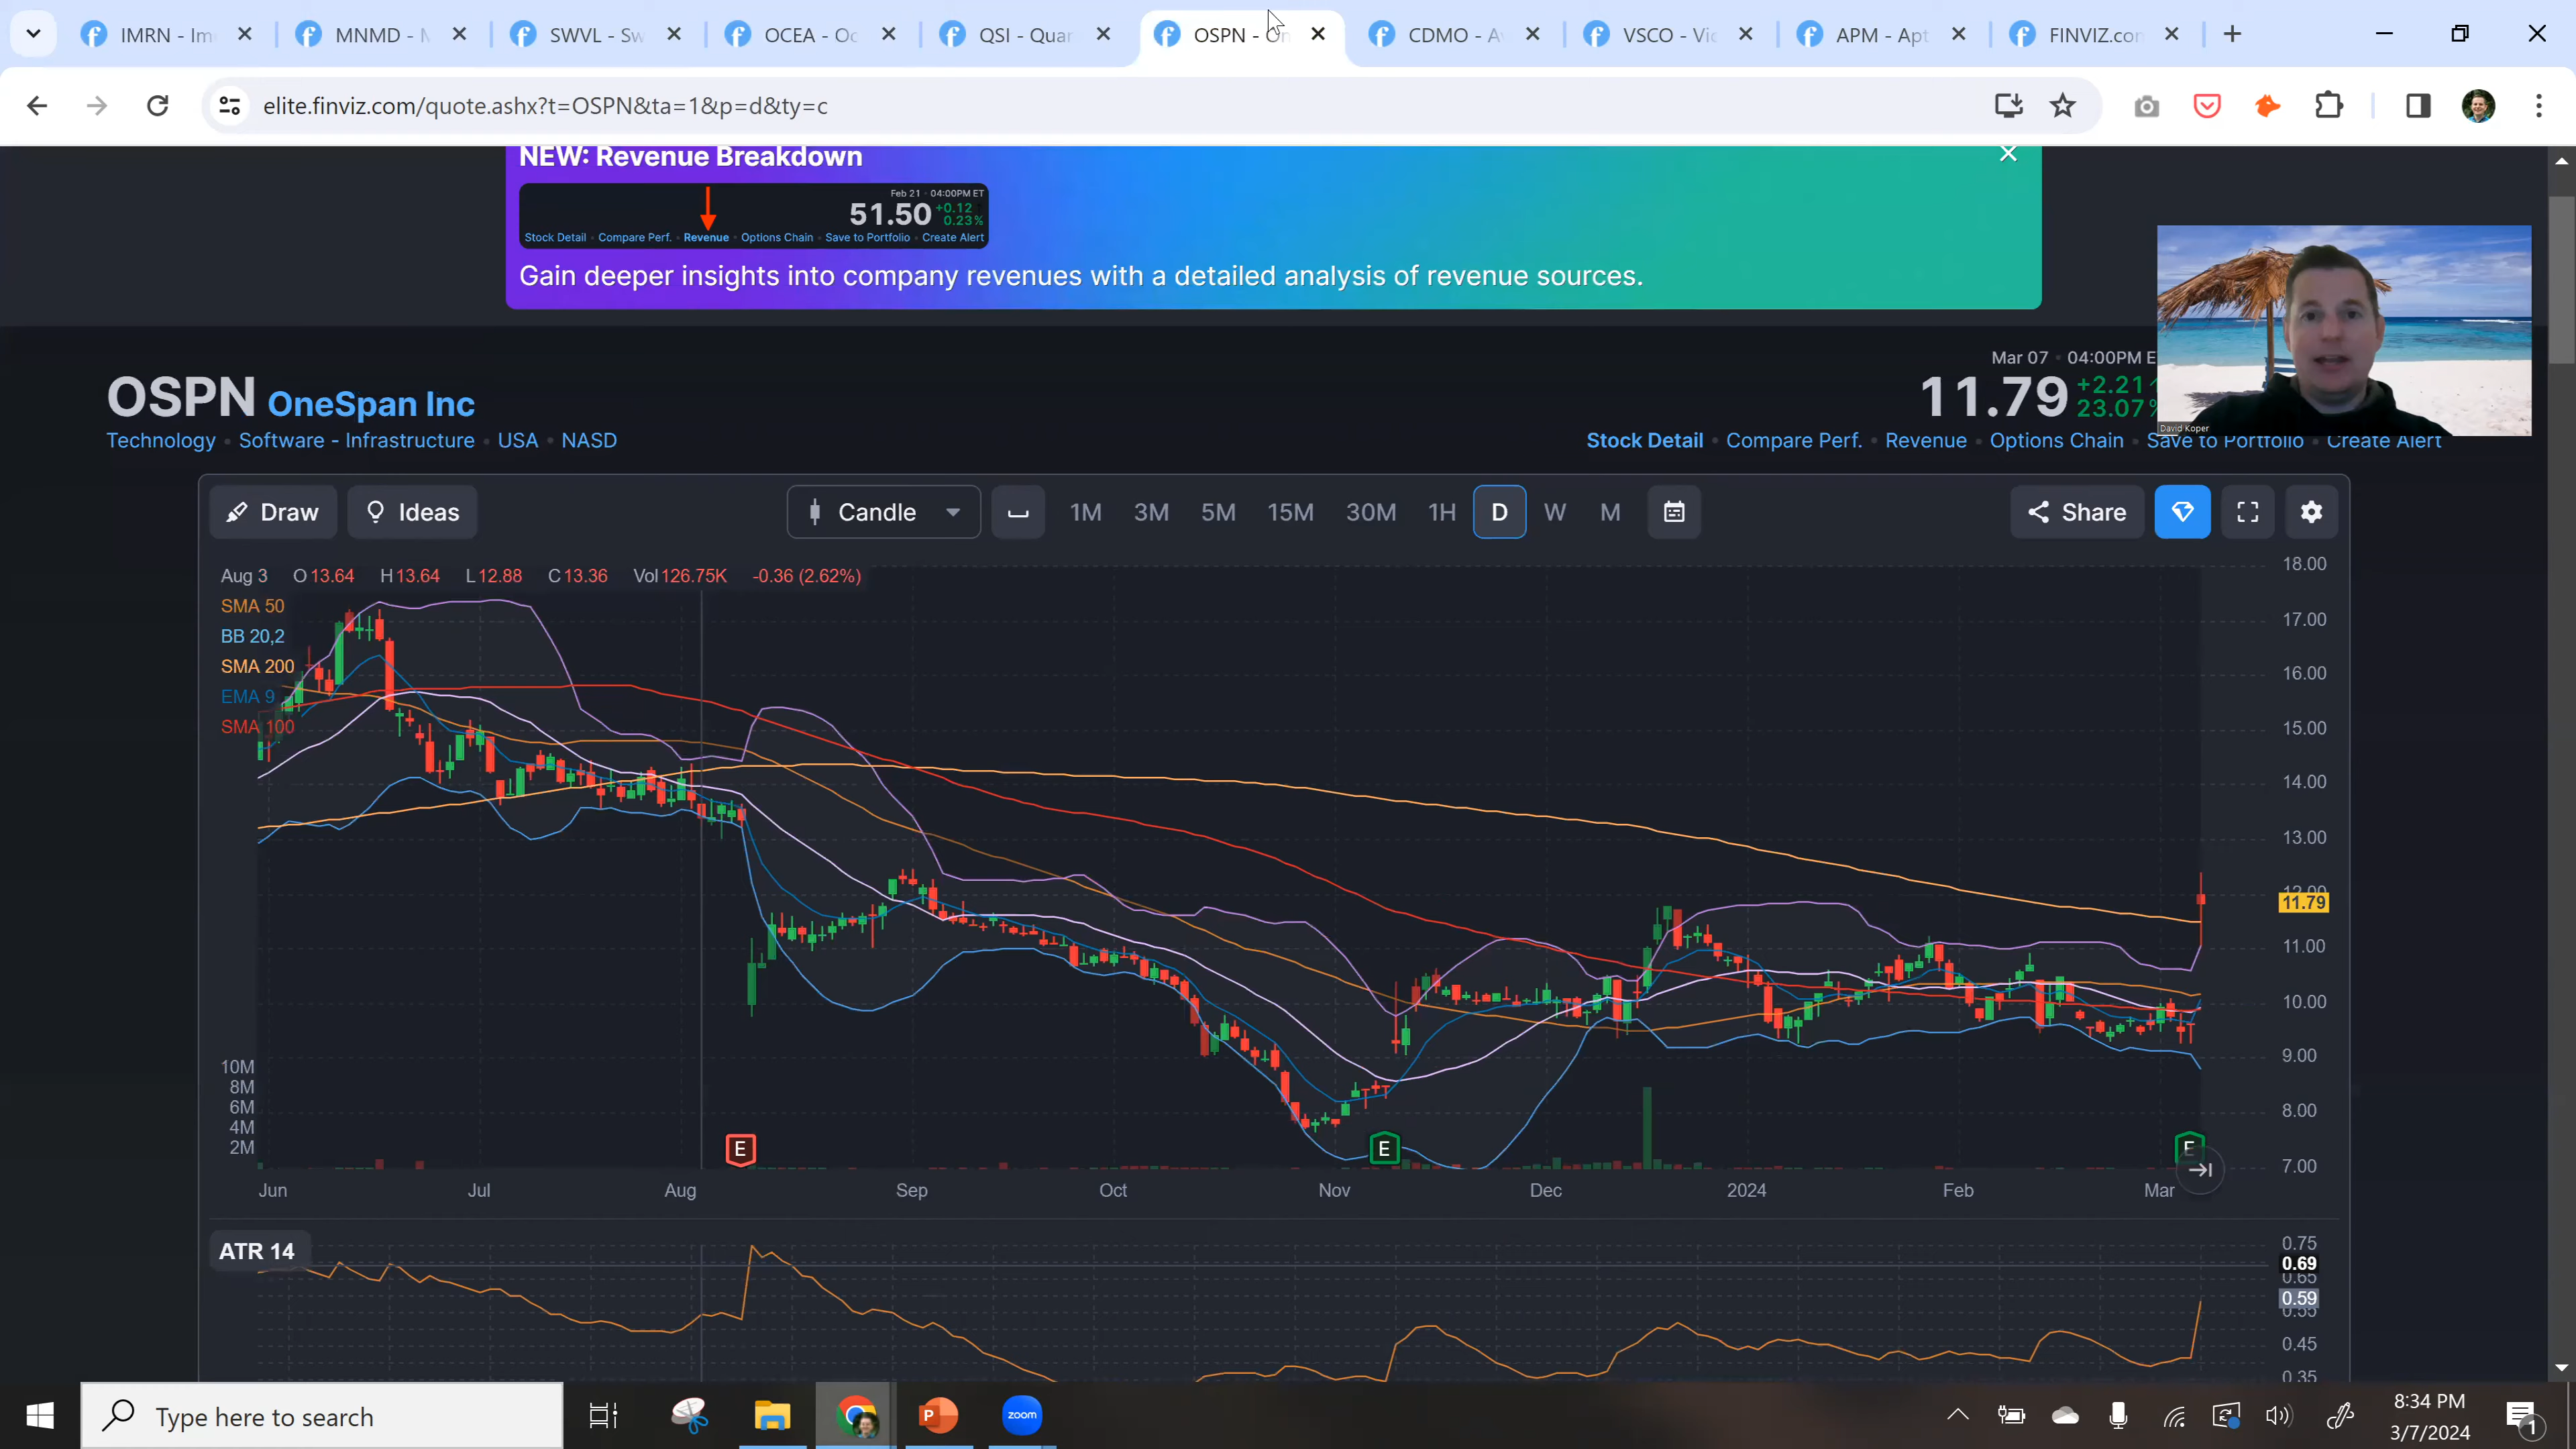 IMRN - Im
MNMD - M
SWVL - Sw
OCEA - Oc
QSI - Quan
OSPN - On
CDMO - A
VSCO - Vic
APM - Apt
FINVIZ.com
elite.finviz.com/quote.ashx?t=OSPN&ta=1&p=d&ty=c
NEW: Revenue Breakdown
Feb 21 · 04:00PM ET
51.50 +0.12 0.23%
Stock Detail · Compare Perf. · Revenue · Options Chain · Save to Portfolio · Create Alert
Gain deeper insights into company revenues with a detailed analysis of revenue sources.
Mar 07 · 04:00PM E
OSPN OneSpan Inc
11.79 +2.21 23.07%
Technology · Software - Infrastructure · USA · NASD
David Koper
Stock Detail · Compare Perf. · Revenue · Options Chain · Save to Portfolio · Create Alert
Draw Ideas Candle 1M 3M 5M 15M 30M 1H D W M Share
Aug 3 O 13.64 H 13.64 L 12.88 C 13.36 Vol 126.75K -0.36 (2.62%)
SMA 50
BB 20,2
SMA 200
EMA 9
SMA 100
18.00
17.00
16.00
15.00
14.00
13.00
12.00
11.79
11.00
10.00
9.00
8.00
7.00
10M
8M
6M
4M
2M
E E E
Jun Jul Aug Sep Oct Nov Dec 2024 Feb Mar
ATR 14
0.75
0.69
0.65
0.59
0.55
0.45
0.35
Type here to search
P
zoom
8:34 PM
3/7/2024
1